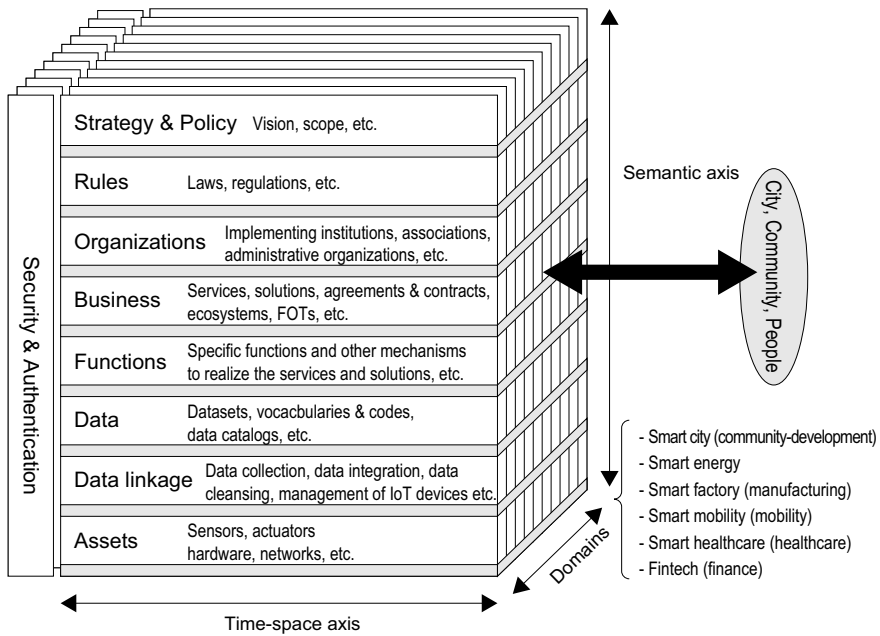 Strategy & Policy Vision, scope, etc.
Rules Laws, regulations, etc.
Organizations Implementing institutions, associations,
administrative organizations, etc.
Business Services, solutions, agreements & contracts,
ecosystems, FOTs, etc.
Functions Specific functions and other mechanisms
to realize the services and solutions, etc.
Data Datasets, vocacbularies & codes,
data catalogs, etc.
Data linkage Data collection, data integration, data
cleansing, management of IoT devices etc.
Assets Sensors, actuators
hardware, networks, etc.
Security & Authentication
Time-space axis
Domains
Semantic axis
City, Community, People
- Smart city (community-development)
- Smart energy
- Smart factory (manufacturing)
- Smart mobility (mobility)
- Smart healthcare (healthcare)
- Fintech (finance)